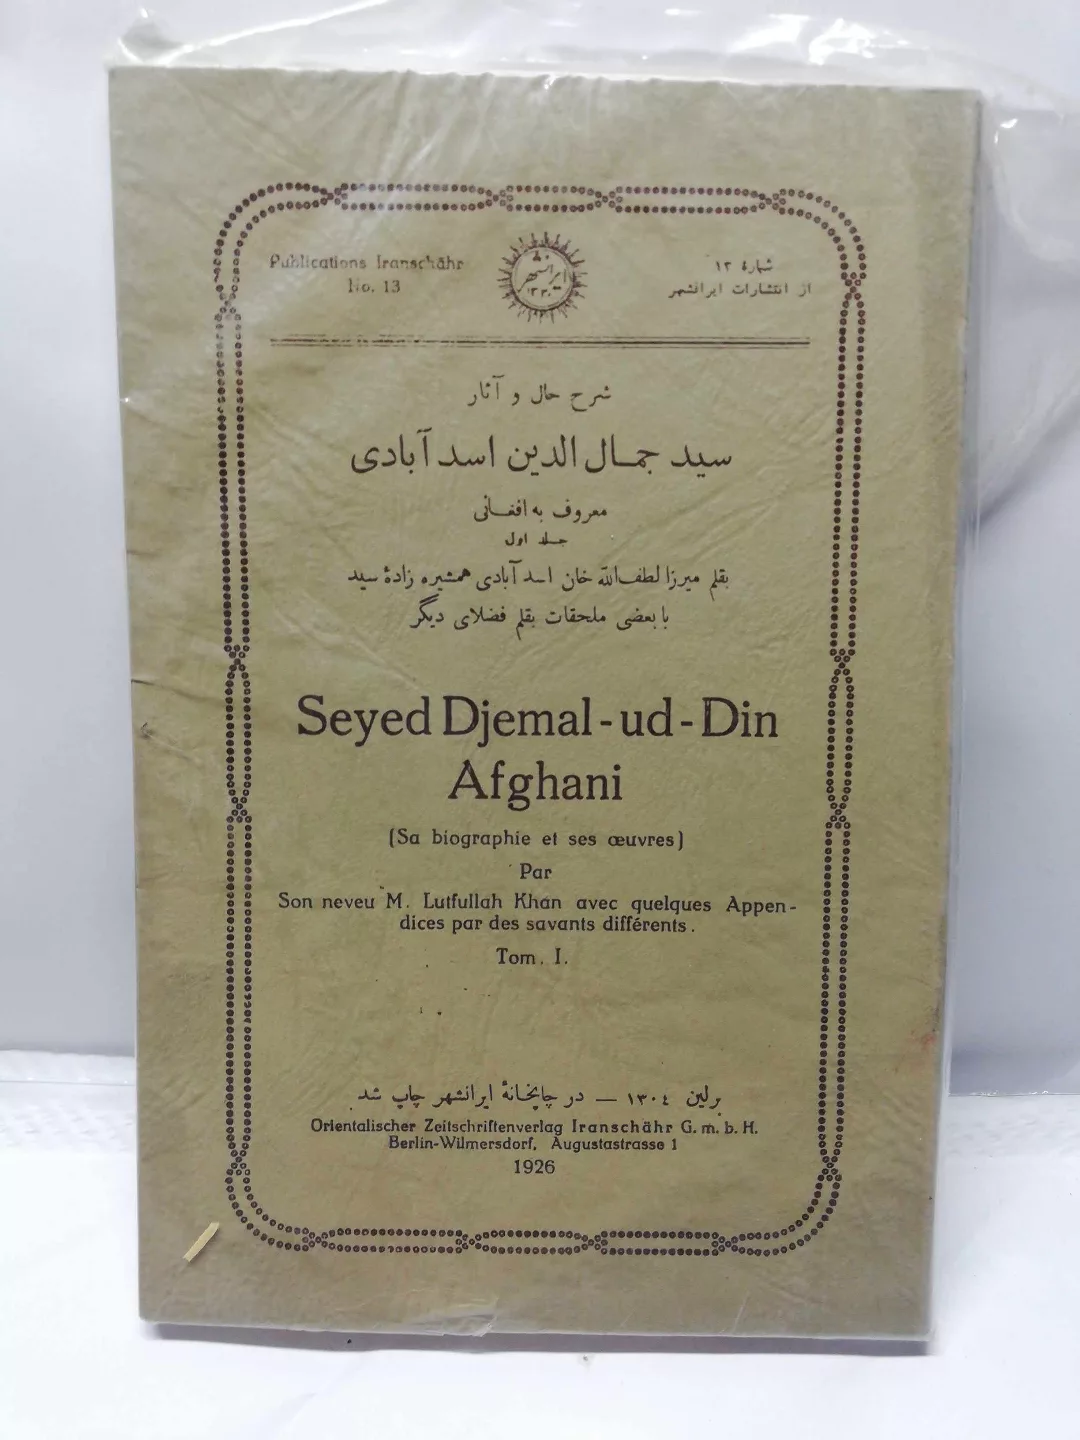 Publications Iranschähr
No. 13
ایرانشهر
شمارهٔ ۱۳
از انتشارات ایرانشهر
شرح حال و آثار
سید جمال الدین اسد آبادی
معروف به افغانی
جلد اول
بقلم میرزا لطف‌الله خان اسد آبادی همشیره زادهٔ سید
با بعضی ملحقات بقلم فضلای دیگر
Seyed Djemal-ud-Din
Afghani
(Sa biographie et ses œuvres)
Par
Son neveu M. Lutfullah Khan avec quelques Appen-
dices par des savants différents.
Tom. I.
برلین ۱۳۰٤ — در چاپخانهٔ ایرانشهر چاپ شد
Orientalischer Zeitschriftenverlag Iranschähr G. m. b. H.
Berlin-Wilmersdorf, Augustastrasse 1
1926